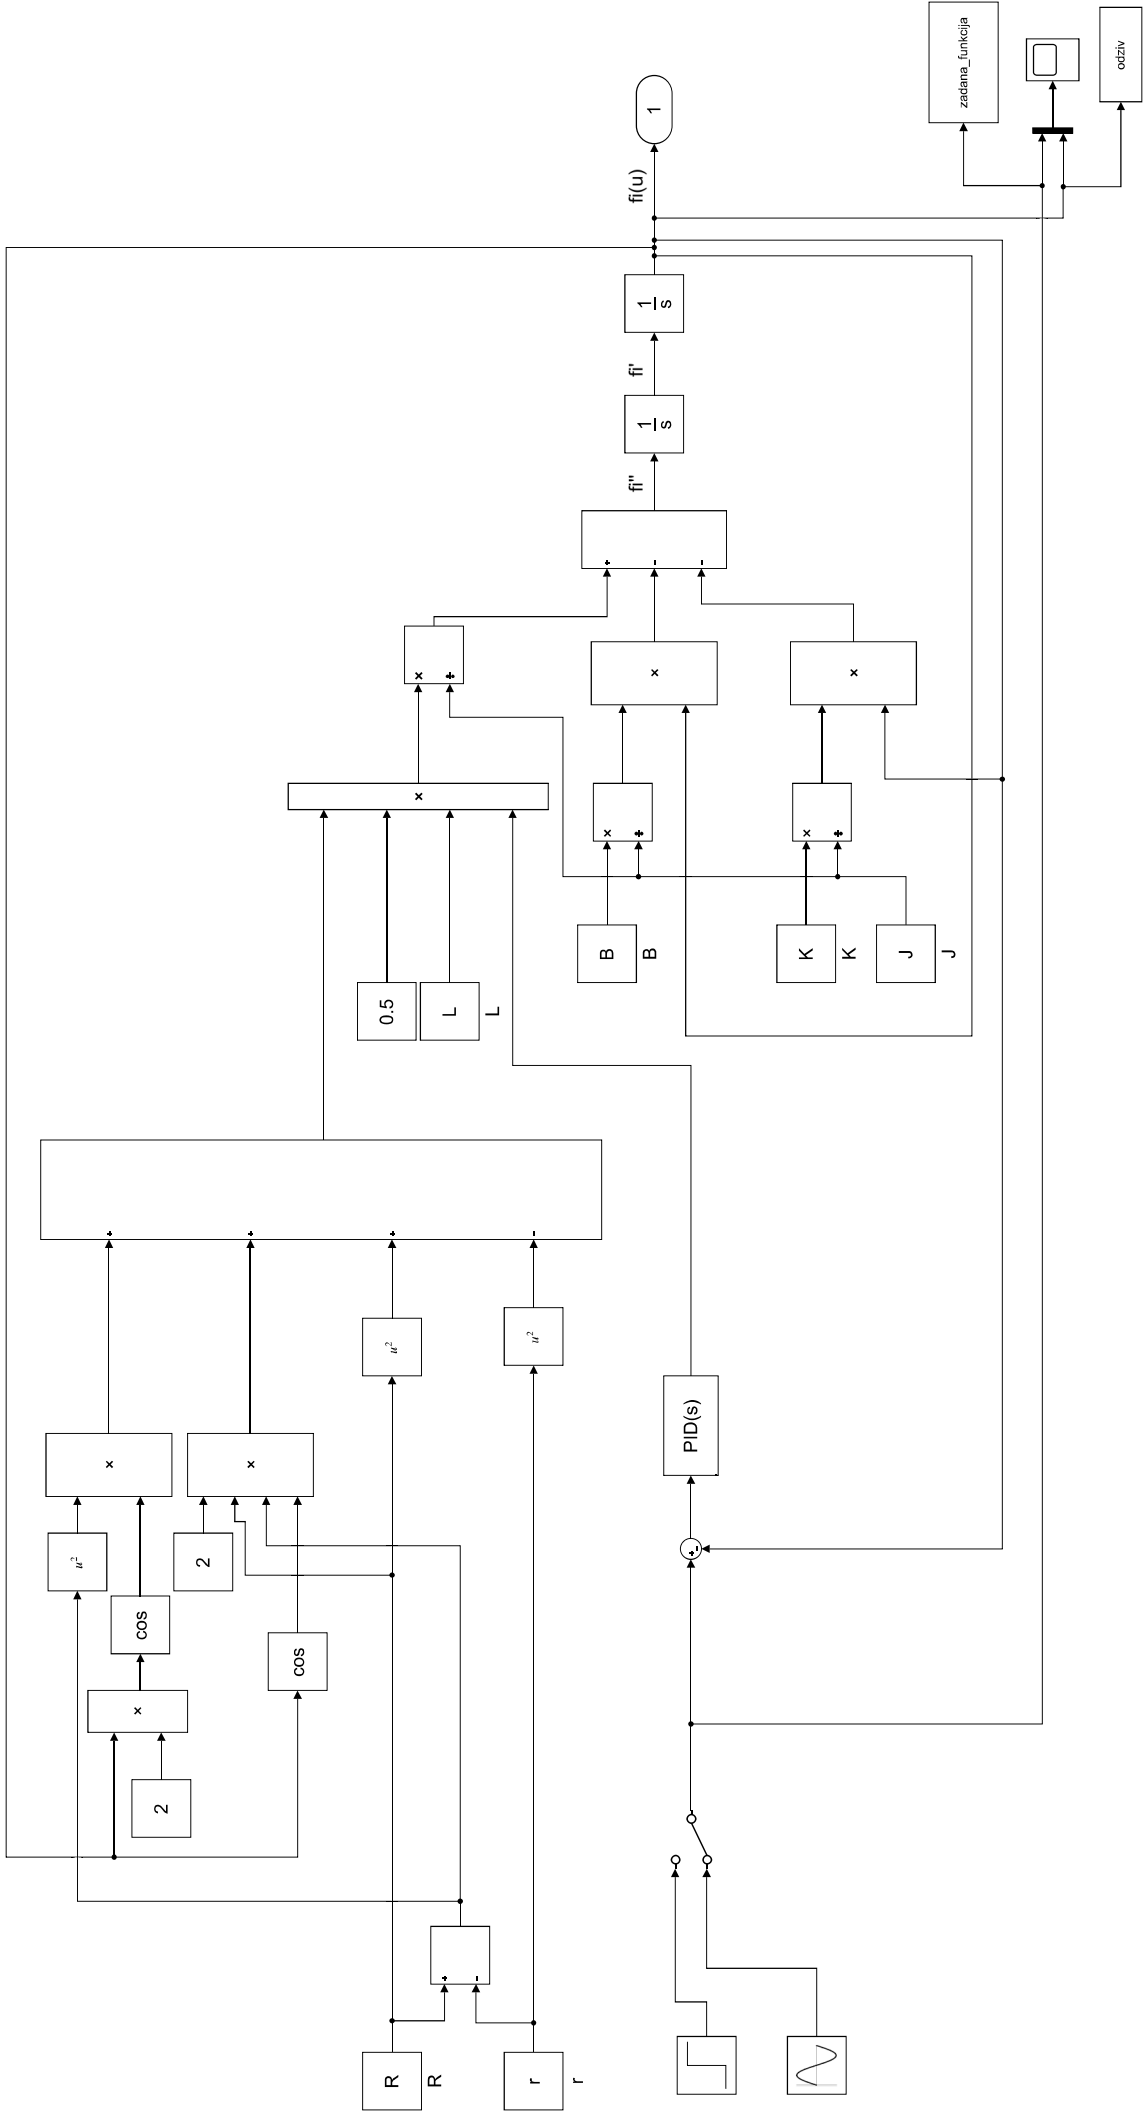 u²
× +
2 × cos
2
× +
cos
R u² +
R
0.5
L
L
×
×
÷
+
-
r u² -
r
B × +
÷
B
× -
fi'' 1/s fi' 1/s fi(u) 1
+
-
PID(s)
-
K ×
÷
K
×
J
J
zadana_funkcija
odziv